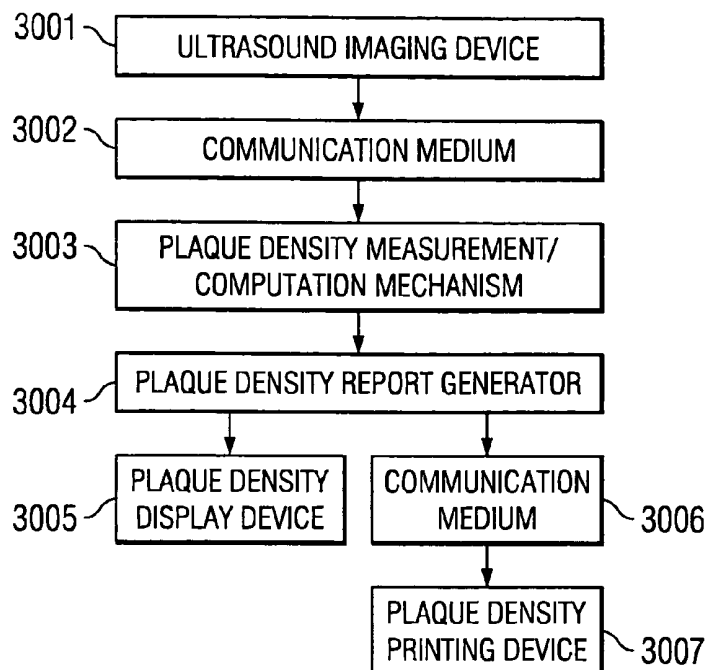 3001
ULTRASOUND IMAGING DEVICE
3002
COMMUNICATION MEDIUM
3003
PLAQUE DENSITY MEASUREMENT/
COMPUTATION MECHANISM
3004
PLAQUE DENSITY REPORT GENERATOR
3005
PLAQUE DENSITY
DISPLAY DEVICE
COMMUNICATION
MEDIUM
3006
PLAQUE DENSITY
PRINTING DEVICE
3007